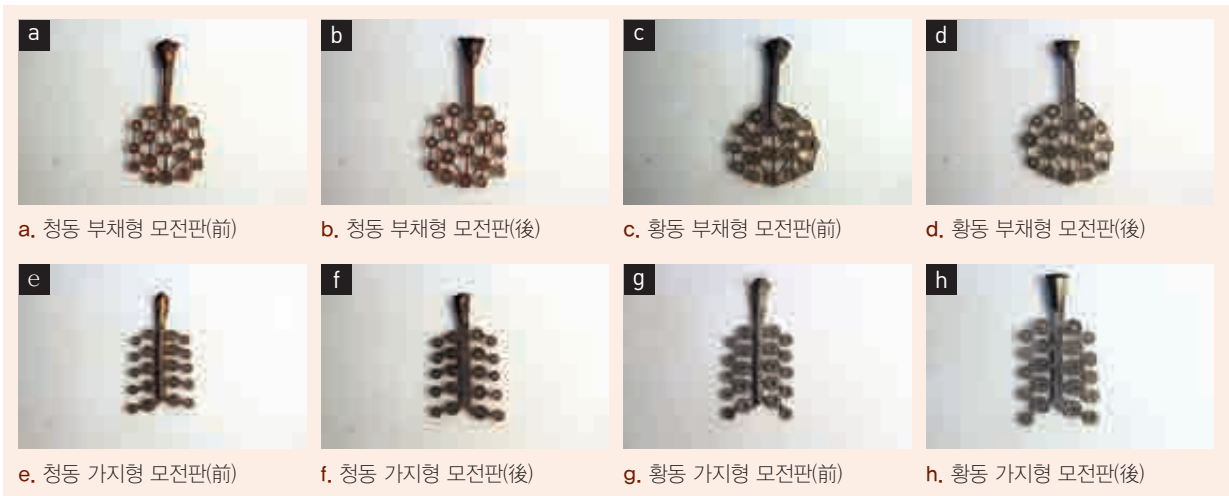 a b c d
a. 청동 부채형 모전판(前) b. 청동 부채형 모전판(後) c. 황동 부채형 모전판(前) d. 황동 부채형 모전판(後)
e f g h
e. 청동 가지형 모전판(前) f. 청동 가지형 모전판(後) g. 황동 가지형 모전판(前) h. 황동 가지형 모전판(後)